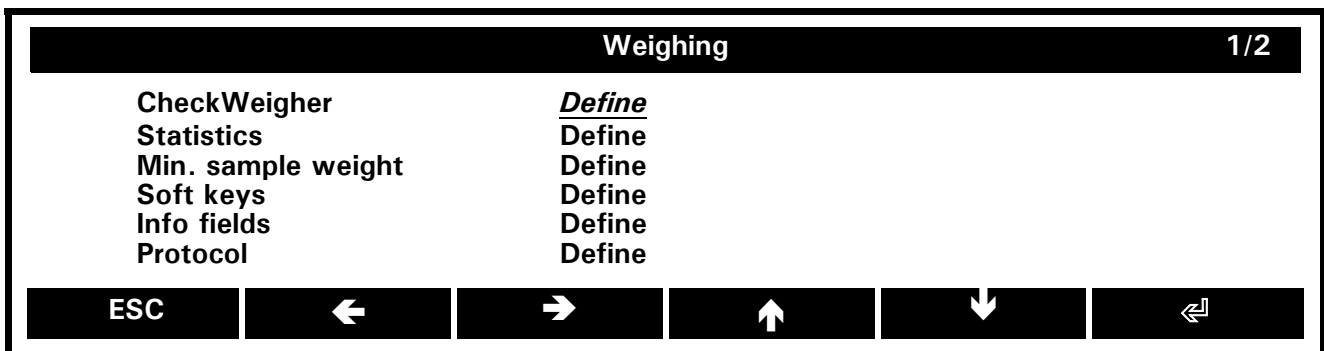 Weighing 1/2
CheckWeigher Define
Statistics Define
Min. sample weight Define
Soft keys Define
Info fields Define
Protocol Define
ESC ← → ↑ ↓ ↵